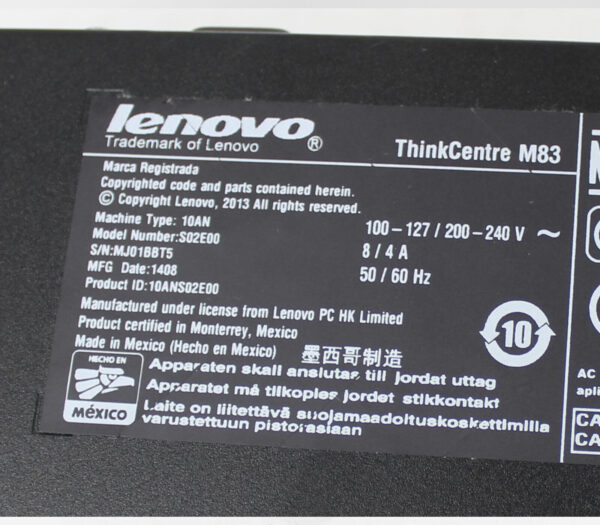 lenovo
Trademark of Lenovo ®
ThinkCentre M83
Marca Registrada
Copyrighted code and parts contained herein.
© Copyright Lenovo, 2013 All rights reserved.
Machine Type: 10AN
Model Number:S02E00
S/N:MJ01BBT5
MFG Date:1408
Product ID:10ANS02E00
100-127 / 200-240 V ~
8 / 4 A
50 / 60 Hz
Manufactured under license from Lenovo PC HK Limited
Product certified in Monterrey, Mexico
Made in Mexico (Hecho en Mexico) 墨西哥制造
10
HECHO EN
MÉXICO
Apparaten skall anslutas till jordat uttag
Apparatet må tilkoples jordet stikkontakt
Laite on liitettävä suojamaadoituskoskettimilla
varustettuun pistorasiaan
AC
CA
CA